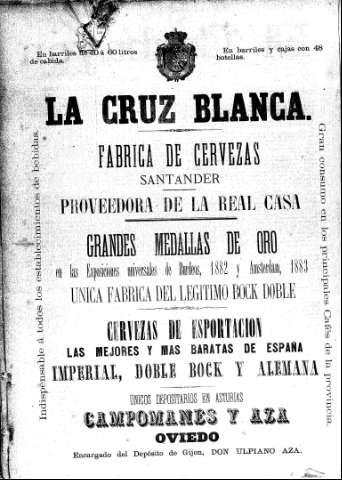 En barriles de 40 á 60 litros
de cabida.
En barriles y cajas con 48
botellas.
LA CRUZ BLANCA.
FABRICA DE CERVEZAS
SANTANDER
PROVEEDORA DE LA REAL CASA
GRANDES MEDALLAS DE ORO
en las Exposiciones universales de Burdeos, 1882 y Amsterdam, 1883
UNICA FABRICA DEL LEGITIMO BOCK DOBLE
CERVEZAS DE ESPORTACION
LAS MEJORES Y MAS BARATAS DE ESPAÑA
IMPERIAL, DOBLE BOCK Y ALEMANA
UNICOS DEPOSITARIOS EN ASTURIAS
CAMPOMANES Y AZA
OVIEDO
Encargado del Depósito de Gijon, DON ULPIANO AZA.
Indispensable á todos los establecimientos de bebidas.
Gran consumo en los principales Cafés de la provincia.